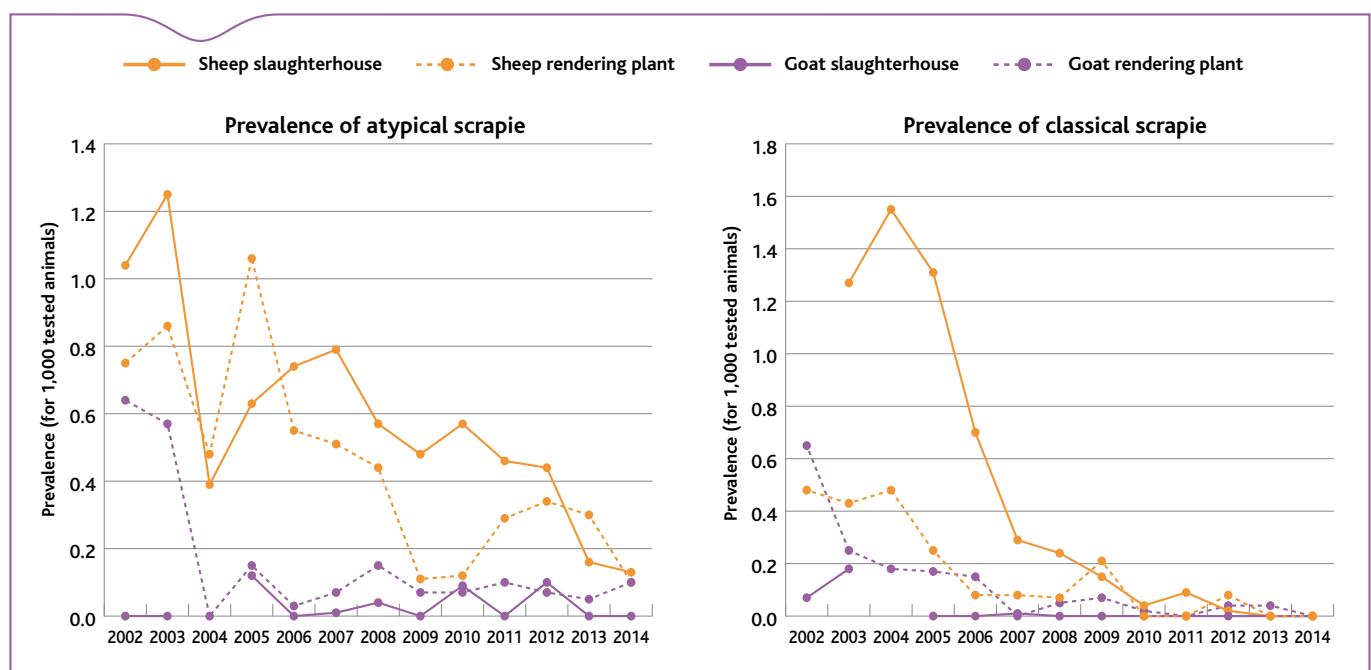 Sheep slaughterhouse Sheep rendering plant Goat slaughterhouse Goat rendering plant
Prevalence of atypical scrapie
Prevalence (for 1,000 tested animals)
1.4
1.2
1.0
0.8
0.6
0.4
0.2
0.0
2002 2003 2004 2005 2006 2007 2008 2009 2010 2011 2012 2013 2014
Prevalence of classical scrapie
Prevalence (for 1,000 tested animals)
1.8
1.6
1.4
1.2
1.0
0.8
0.6
0.4
0.2
0.0
2002 2003 2004 2005 2006 2007 2008 2009 2010 2011 2012 2013 2014